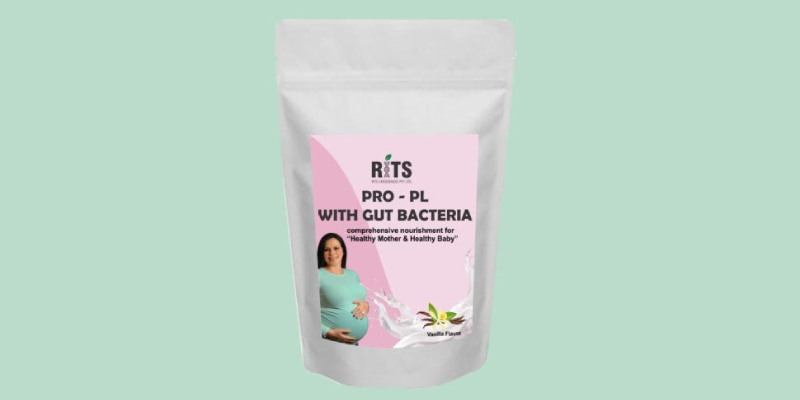 RITS
PRO - PL
WITH GUT BACTERIA
comprehensive nourishment for
"Healthy Mother & Healthy Baby"
Vanilla Flavor